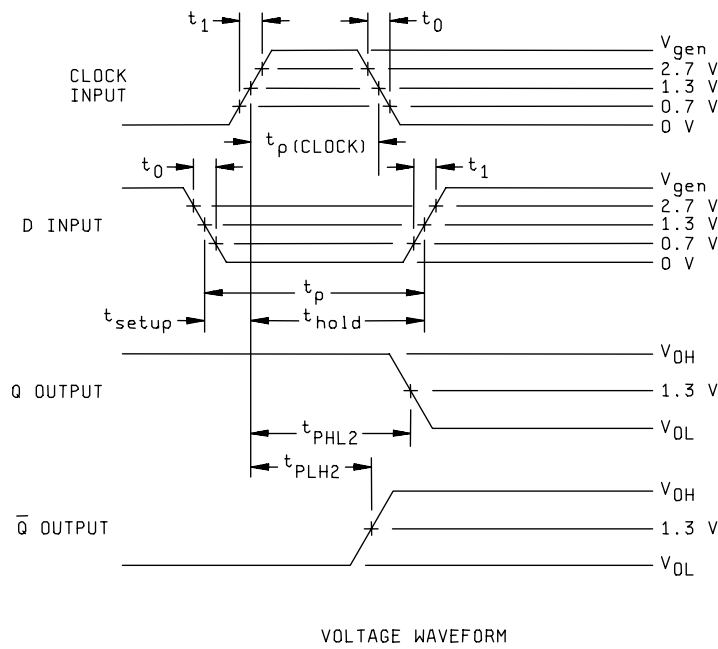 t1
t0
CLOCK
INPUT
Vgen
2.7 V
1.3 V
0.7 V
0 V
tp(CLOCK)
t0
t1
D INPUT
Vgen
2.7 V
1.3 V
0.7 V
0 V
tp
tsetup
thold
Q OUTPUT
VOH
1.3 V
VOL
tPHL2
tPLH2
Q̅ OUTPUT
VOH
1.3 V
VOL
VOLTAGE WAVEFORM